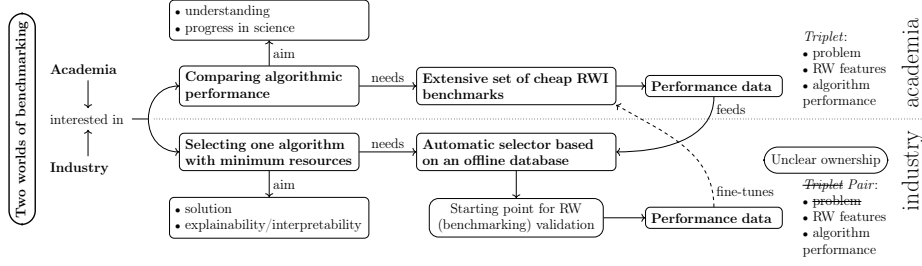 Two worlds of benchmarking
• understanding
• progress in science
aim
Academia
Comparing algorithmic
performance
needs
Extensive set of cheap RWI
benchmarks
Performance data
Triplet:
• problem
• RW features
• algorithm
performance
academia
interested in
feeds
Industry
Selecting one algorithm
with minimum resources
needs
Automatic selector based
on an offline database
Unclear ownership
industry
aim
fine-tunes
• solution
• explainability/interpretability
Starting point for RW
(benchmarking) validation
Performance data
Triplet Pair:
• problem
• RW features
• algorithm
performance